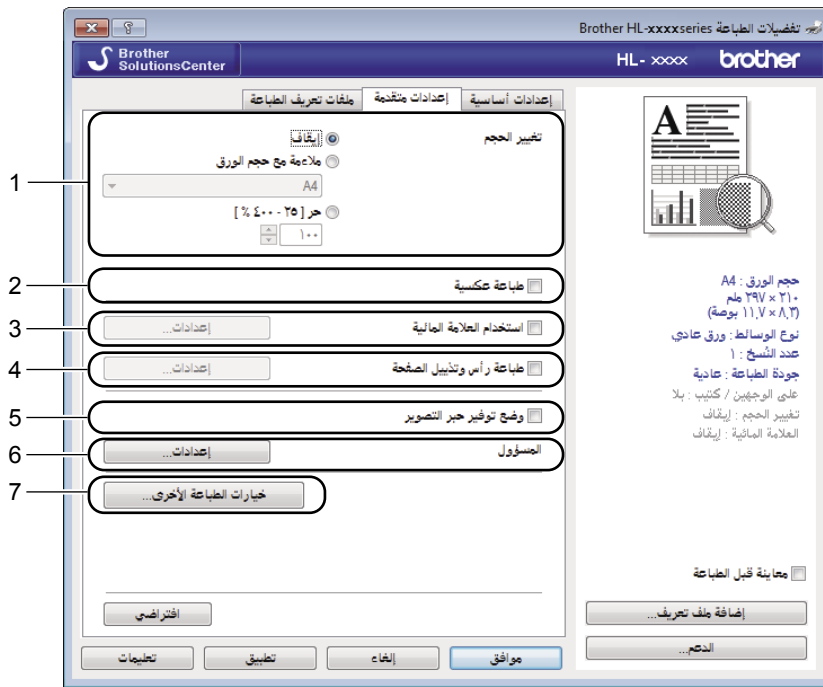 تفضيلات الطباعة Brother HL-xxxxseries
Brother SolutionsCenter
HL- xxxx
brother
إعدادات أساسية
إعدادات متقدمة
ملفات تعريف الطباعة
1
تغيير الحجم
إيقاف
ملاءمة مع حجم الورق
A4
حر [ ٢٥ - ٤٠٠ % ]
١٠٠
2
طباعة عكسية
3
استخدام العلامة المائية
إعدادات...
4
طباعة رأس وتذييل الصفحة
إعدادات...
5
وضع توفير حبر التصوير
6
المسؤول
إعدادات...
7
خيارات الطباعة الأخرى...
افتراضي
موافق
إلغاء
تطبيق
تعليمات
A
حجم الورق : A4
٢١٠ × ٢٩٧ ملم
(٨,٣ × ١١,٧ بوصة)
نوع الوسائط : ورق عادي
عدد النُسخ : ١
جودة الطباعة : عادية
على الوجهين / كتيب : بلا
تغيير الحجم : إيقاف
العلامة المائية : إيقاف
معاينة قبل الطباعة
إضافة ملف تعريف...
الدعم...